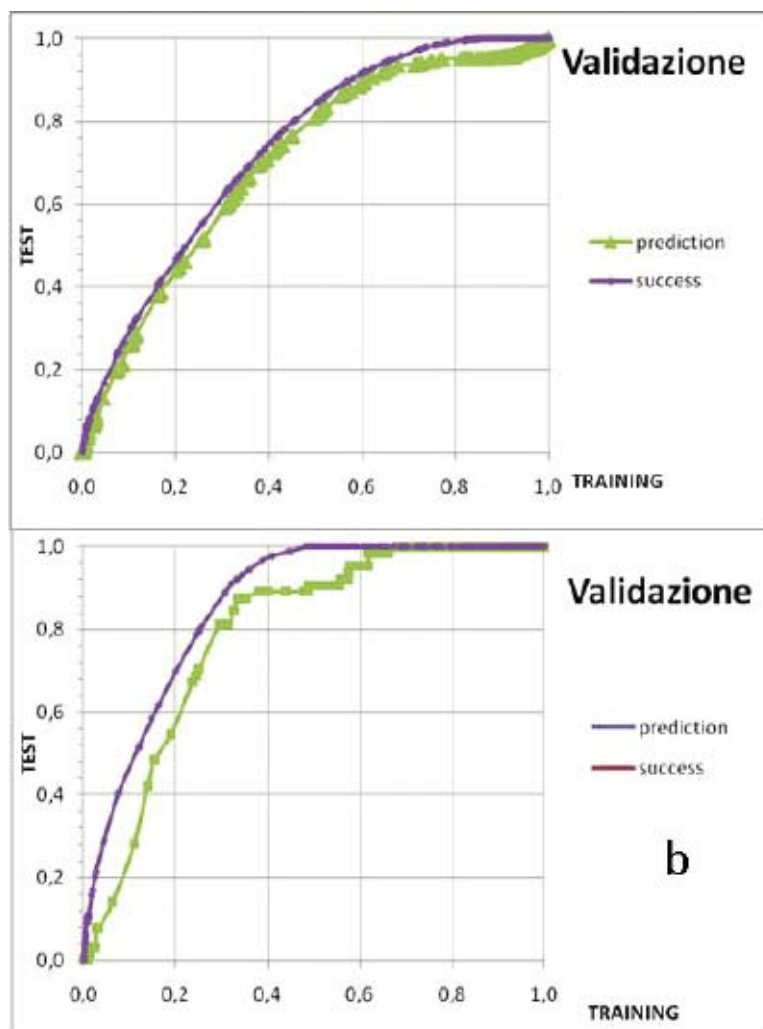 1,0
Validazione
0,8
0,6
prediction
TEST
success
0,4
0,2
0,0
0,0 0,2 0,4 0,6 0,8 1,0 TRAINING
1,0
Validazione
0,8
0,6
prediction
TEST
success
0,4
b
0,2
0,0
0,0 0,2 0,4 0,6 0,8 1,0
TRAINING